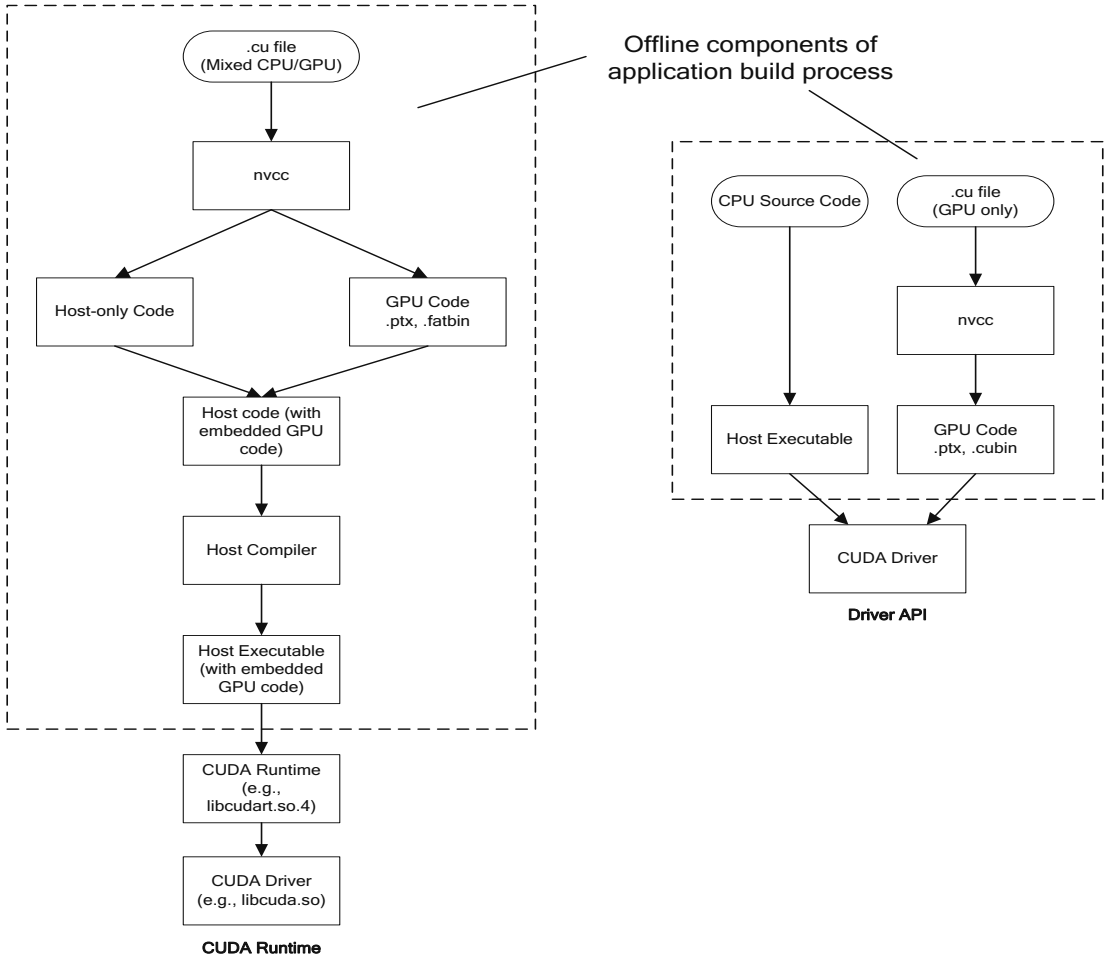 .cu file
(Mixed CPU/GPU)
nvcc
Host-only Code
GPU Code
.ptx, .fatbin
Host code (with
embedded GPU
code)
Host Compiler
Host Executable
(with embedded
GPU code)
CUDA Runtime
(e.g.,
libcudart.so.4)
CUDA Driver
(e.g., libcuda.so)
CUDA Runtime
Offline components of
application build process
CPU Source Code
.cu file
(GPU only)
nvcc
Host Executable
GPU Code
.ptx, .cubin
CUDA Driver
Driver API